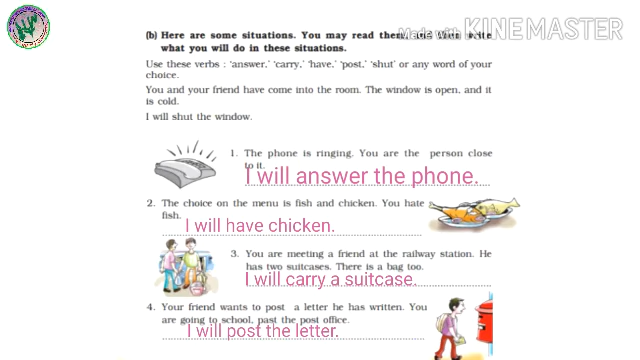 Made with KINEMASTER
(b) Here are some situations. You may read them, and then write
what you will do in these situations.
Use these verbs : 'answer,' 'carry,' 'have,' 'post,' 'shut' or any word of your
choice.
You and your friend have come into the room. The window is open, and it
is cold.
I will shut the window.
1. The phone is ringing. You are the person close
to it.
I will answer the phone.
2. The choice on the menu is fish and chicken. You hate
fish.
I will have chicken.
3. You are meeting a friend at the railway station. He
has two suitcases. There is a bag too.
I will carry a suitcase.
4. Your friend wants to post a letter he has written. You
are going to school, past the post office.
I will post the letter.